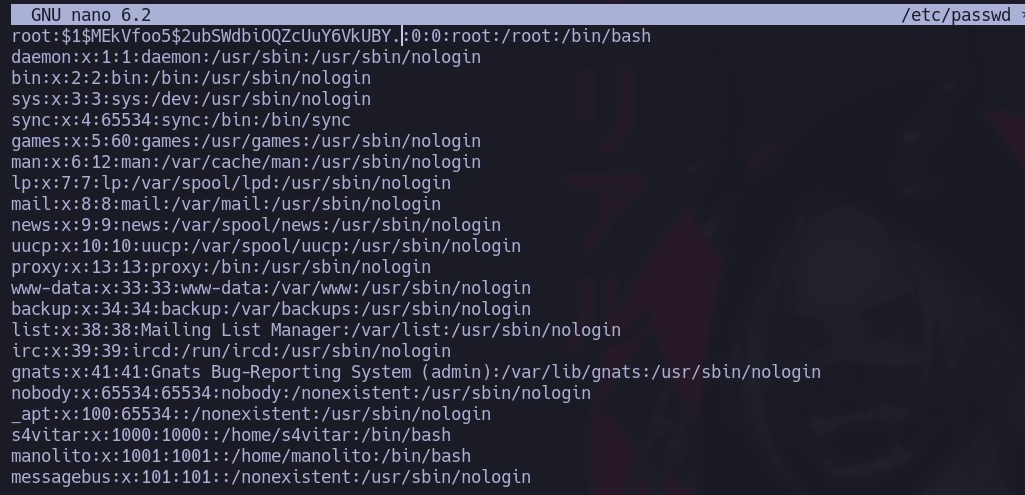 GNU nano 6.2 /etc/passwd *
root:$1$MEkVfoo5$2ubSWdbiOQZcUuY6VkUBY.:0:0:root:/root:/bin/bash
daemon:x:1:1:daemon:/usr/sbin:/usr/sbin/nologin
bin:x:2:2:bin:/bin:/usr/sbin/nologin
sys:x:3:3:sys:/dev:/usr/sbin/nologin
sync:x:4:65534:sync:/bin:/bin/sync
games:x:5:60:games:/usr/games:/usr/sbin/nologin
man:x:6:12:man:/var/cache/man:/usr/sbin/nologin
lp:x:7:7:lp:/var/spool/lpd:/usr/sbin/nologin
mail:x:8:8:mail:/var/mail:/usr/sbin/nologin
news:x:9:9:news:/var/spool/news:/usr/sbin/nologin
uucp:x:10:10:uucp:/var/spool/uucp:/usr/sbin/nologin
proxy:x:13:13:proxy:/bin:/usr/sbin/nologin
www-data:x:33:33:www-data:/var/www:/usr/sbin/nologin
backup:x:34:34:backup:/var/backups:/usr/sbin/nologin
list:x:38:38:Mailing List Manager:/var/list:/usr/sbin/nologin
irc:x:39:39:ircd:/run/ircd:/usr/sbin/nologin
gnats:x:41:41:Gnats Bug-Reporting System (admin):/var/lib/gnats:/usr/sbin/nologin
nobody:x:65534:65534:nobody:/nonexistent:/usr/sbin/nologin
_apt:x:100:65534::/nonexistent:/usr/sbin/nologin
s4vitar:x:1000:1000::/home/s4vitar:/bin/bash
manolito:x:1001:1001::/home/manolito:/bin/bash
messagebus:x:101:101::/nonexistent:/usr/sbin/nologin